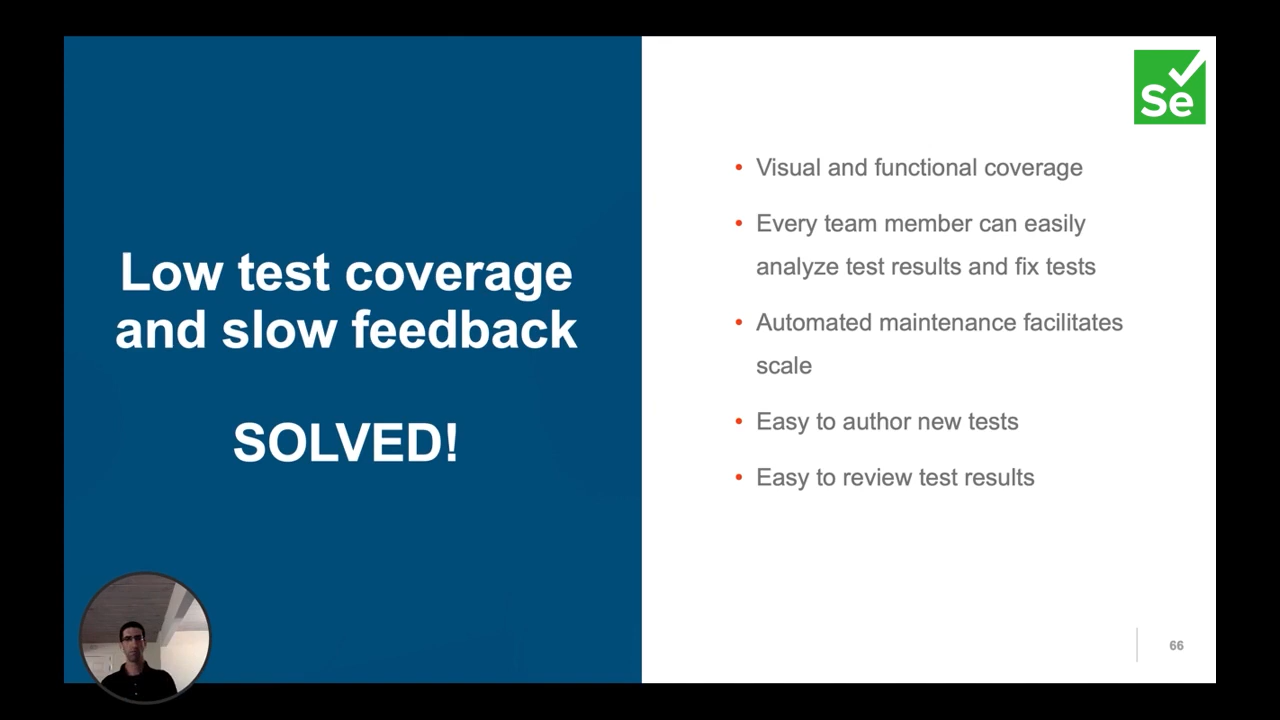 Low test coverage
and slow feedback
SOLVED!
Se
• Visual and functional coverage
• Every team member can easily
analyze test results and fix tests
• Automated maintenance facilitates
scale
• Easy to author new tests
• Easy to review test results
66